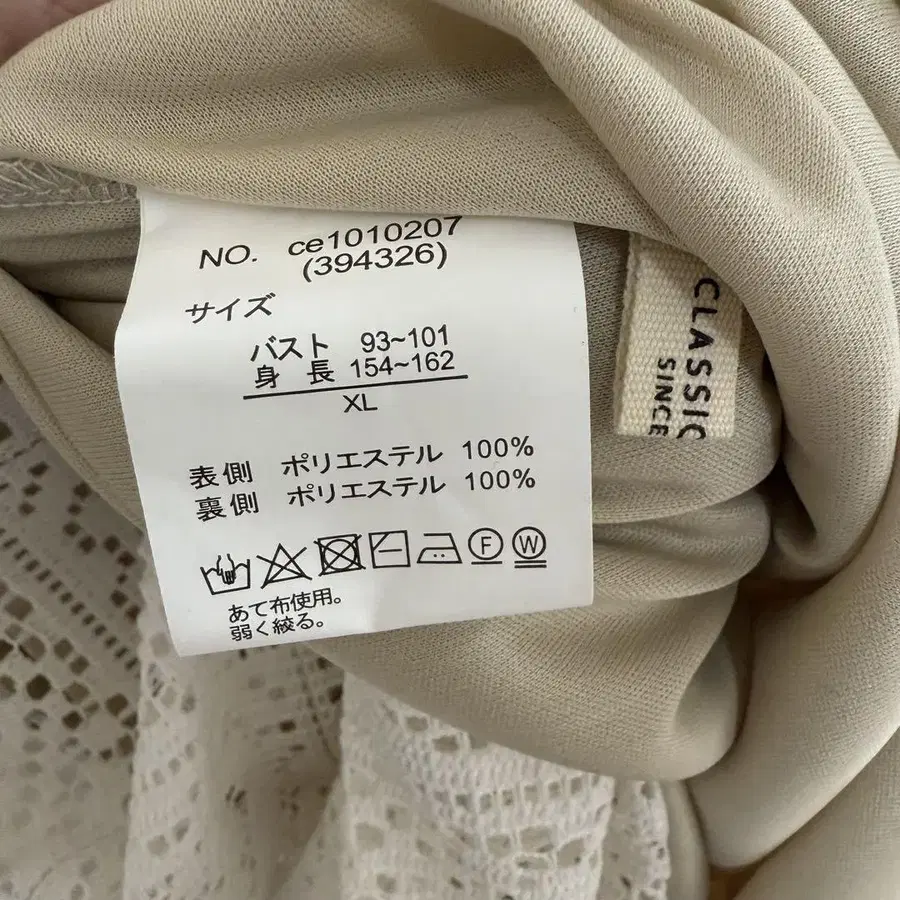 NO. ce1010207
(394326)
サイズ
バスト 93~101
身 長 154~162
XL
表側 ポリエステル 100%
裏側 ポリエステル 100%
F W
あて布使用。
弱く絞る。
CLASSIC
SINCE